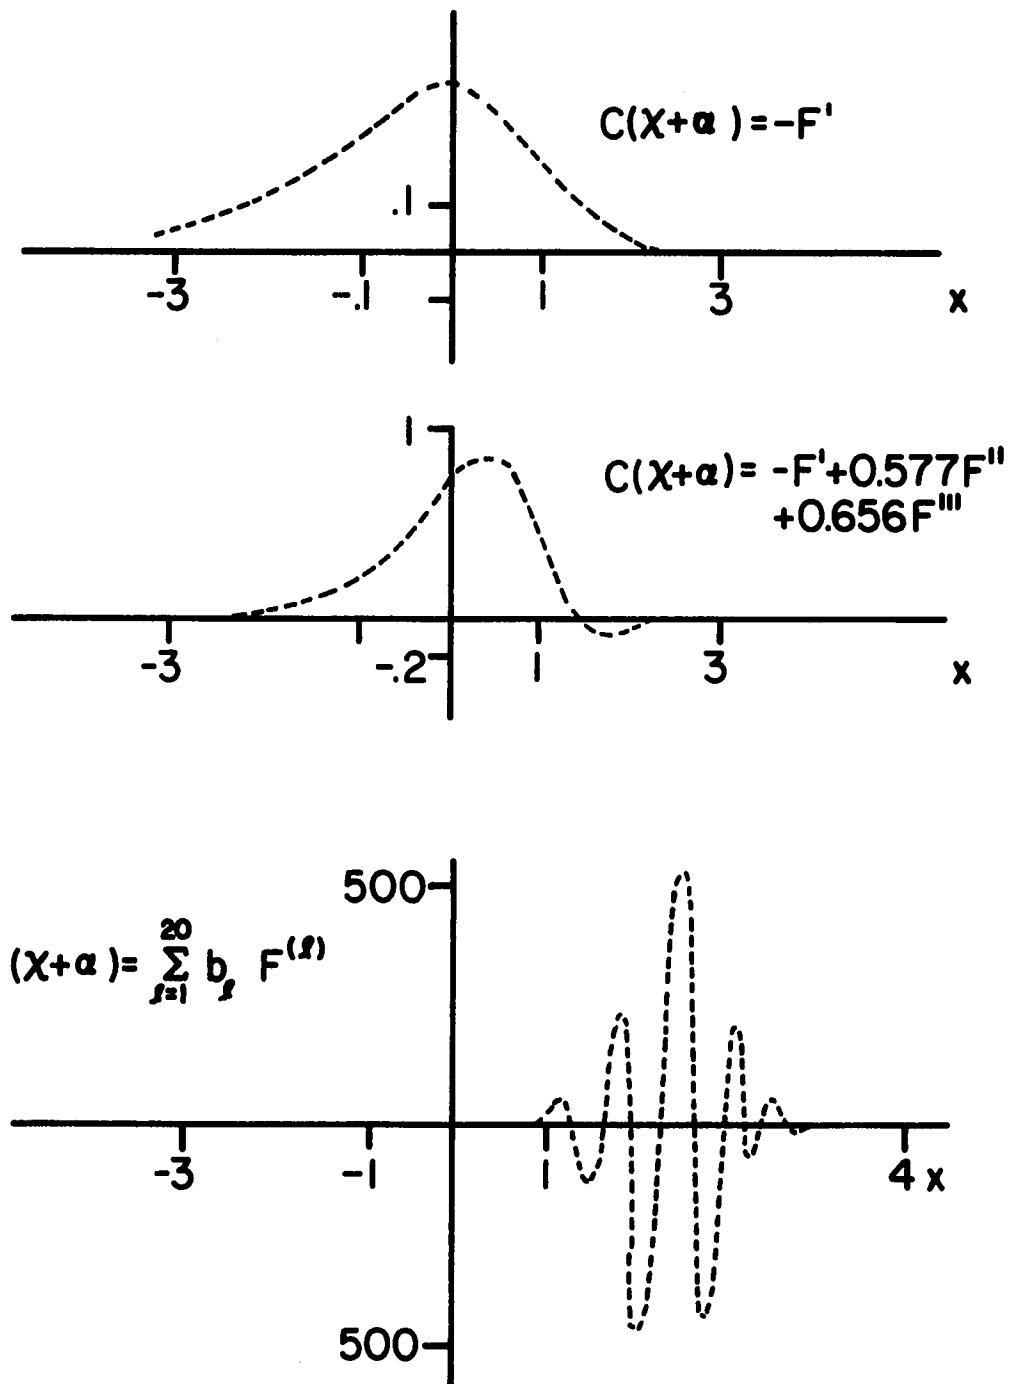 C(χ+α ) = -F'
.1
-3 -.1 1 3 x
1
C(χ+α) = -F'+0.577F''
+0.656F'''
-3 -.2 1 3 x
500
(χ+α ) = 20 Σ ℓ=1 b_ℓ F^(ℓ)
-3 -1 1 4 x
500